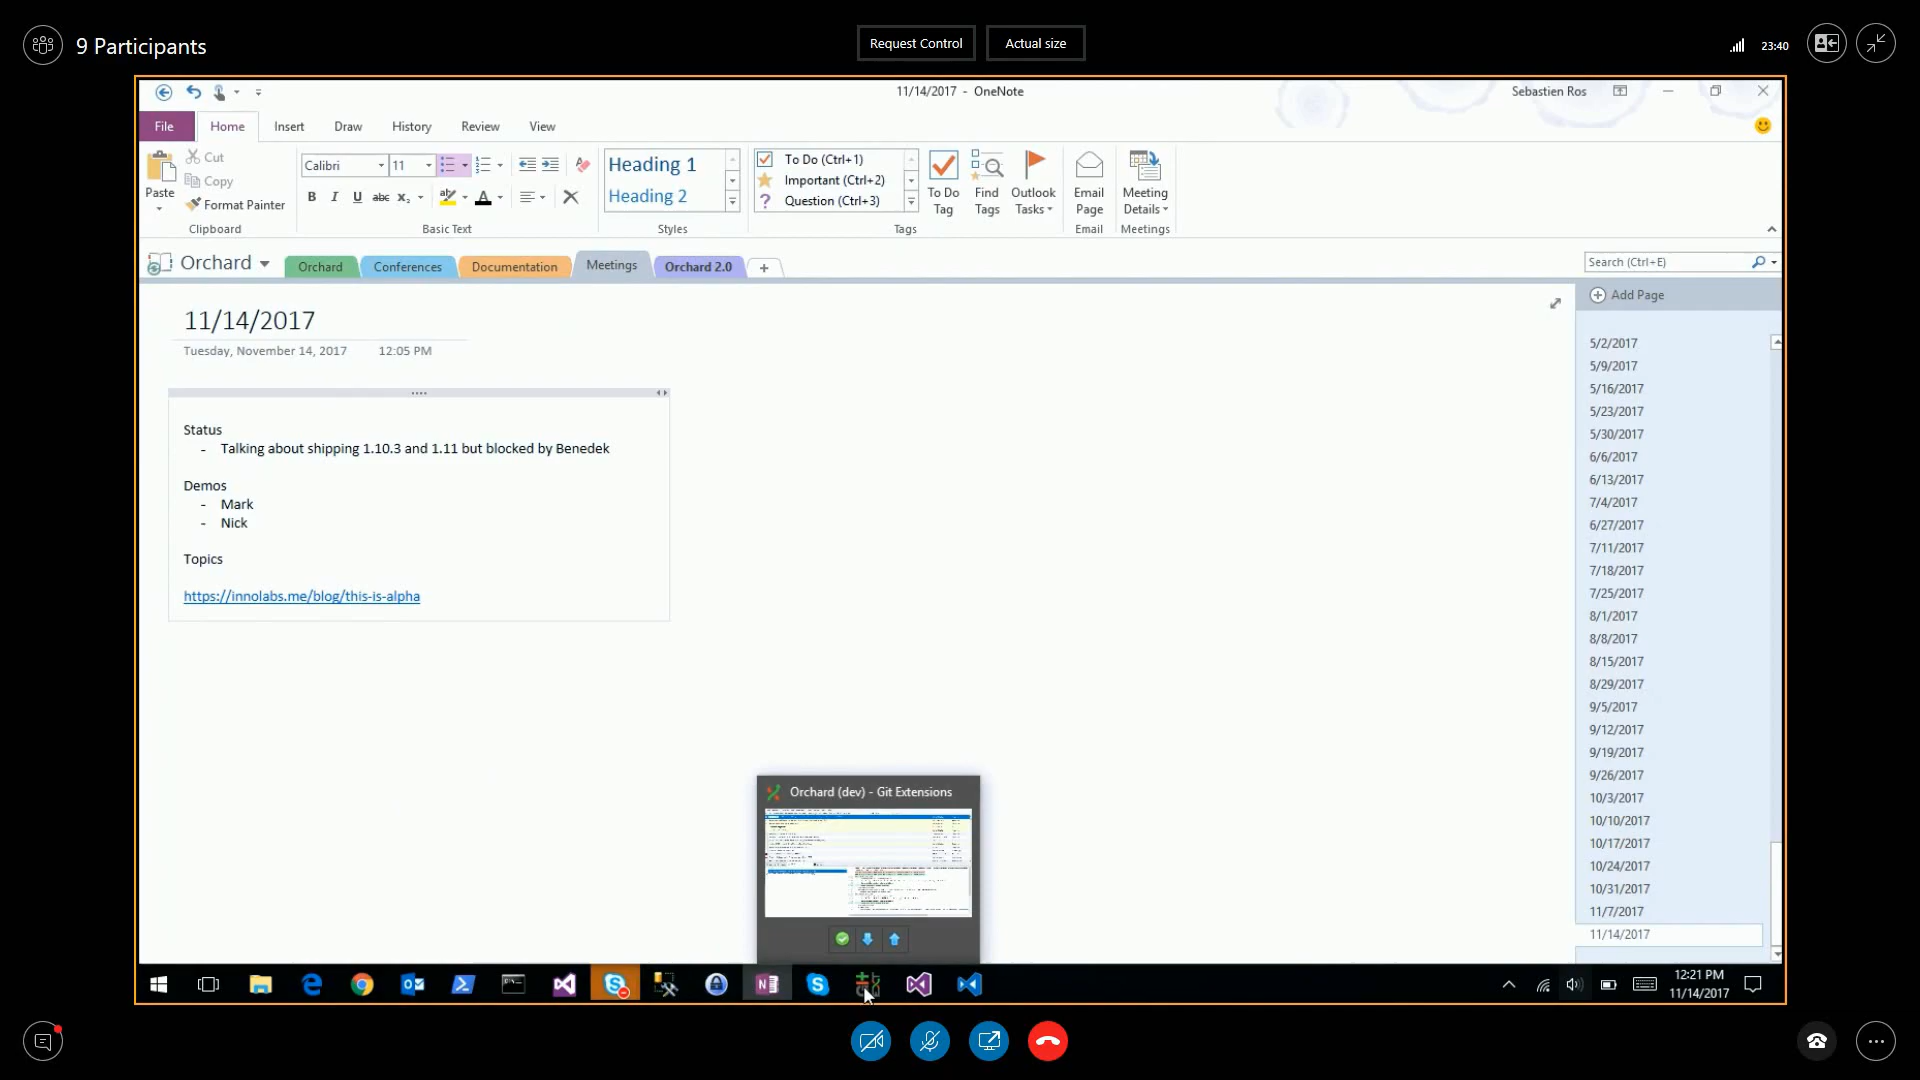 9 Participants
Request Control
Actual size
23:40
11/14/2017 - OneNote
Sebastien Ros
File
Home
Insert
Draw
History
Review
View
Paste
Cut
Copy
Format Painter
Clipboard
Calibri
11
B I U abc x₂
A
Basic Text
Heading 1
Heading 2
Styles
To Do (Ctrl+1)
Important (Ctrl+2)
Question (Ctrl+3)
To Do
Tag
Find
Tags
Outlook
Tasks
Tags
Email
Page
Email
Meeting
Details
Meetings
Orchard
Orchard
Conferences
Documentation
Meetings
Orchard 2.0
Search (Ctrl+E)
Add Page
11/14/2017
Tuesday, November 14, 2017
12:05 PM
Status
- Talking about shipping 1.10.3 and 1.11 but blocked by Benedek
Demos
- Mark
- Nick
Topics
https://innolabs.me/blog/this-is-alpha
5/2/2017
5/9/2017
5/16/2017
5/23/2017
5/30/2017
6/6/2017
6/13/2017
7/4/2017
6/27/2017
7/11/2017
7/18/2017
7/25/2017
8/1/2017
8/8/2017
8/15/2017
8/29/2017
9/5/2017
9/12/2017
9/19/2017
9/26/2017
10/3/2017
10/10/2017
10/17/2017
10/24/2017
10/31/2017
11/7/2017
11/14/2017
Orchard (dev) - Git Extensions
12:21 PM
11/14/2017